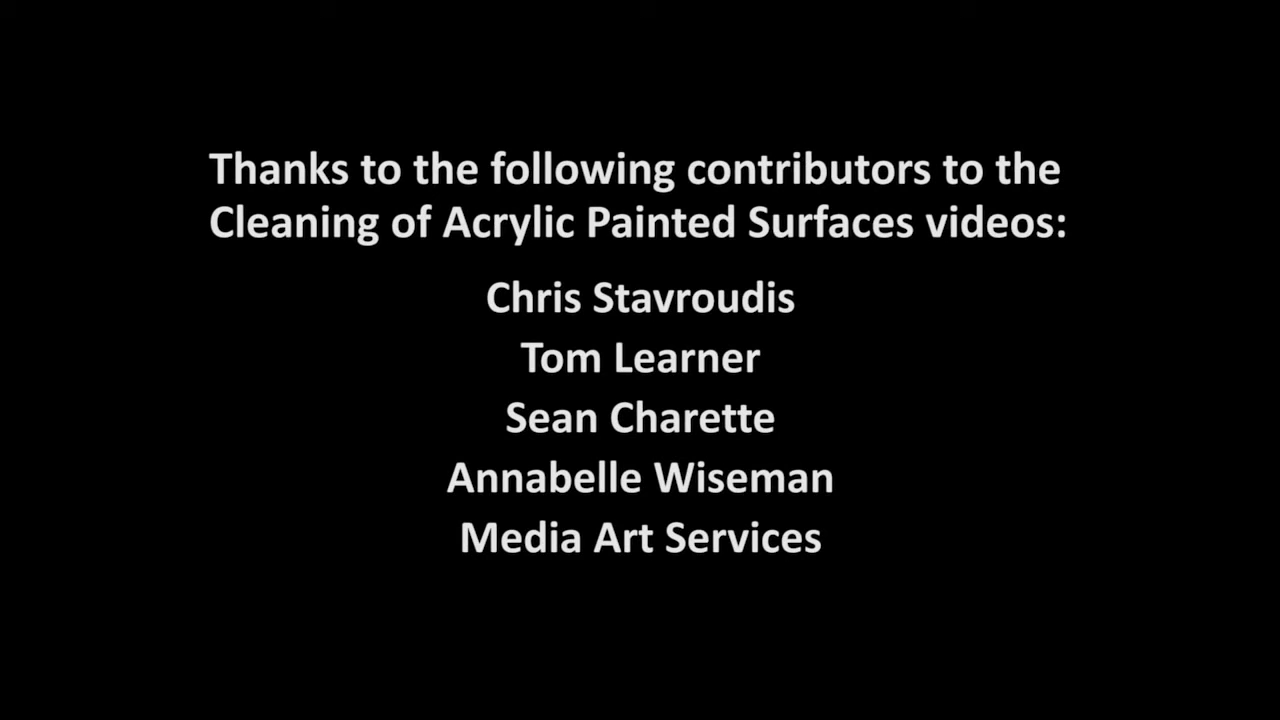 Thanks to the following contributors to the
Cleaning of Acrylic Painted Surfaces videos:
Chris Stavroudis
Tom Learner
Sean Charette
Annabelle Wiseman
Media Art Services